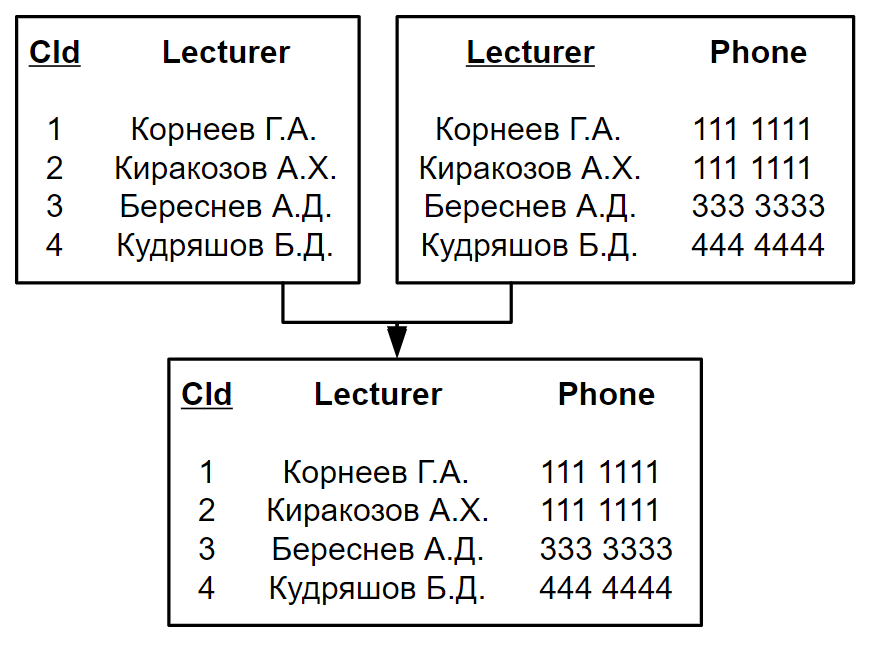 CId Lecturer
1 Корнеев Г.А.
2 Киракозов А.Х.
3 Береснев А.Д.
4 Кудряшов Б.Д.
Lecturer Phone
Корнеев Г.А. 111 1111
Киракозов А.Х. 111 1111
Береснев А.Д. 333 3333
Кудряшов Б.Д. 444 4444
CId Lecturer Phone
1 Корнеев Г.А. 111 1111
2 Киракозов А.Х. 111 1111
3 Береснев А.Д. 333 3333
4 Кудряшов Б.Д. 444 4444